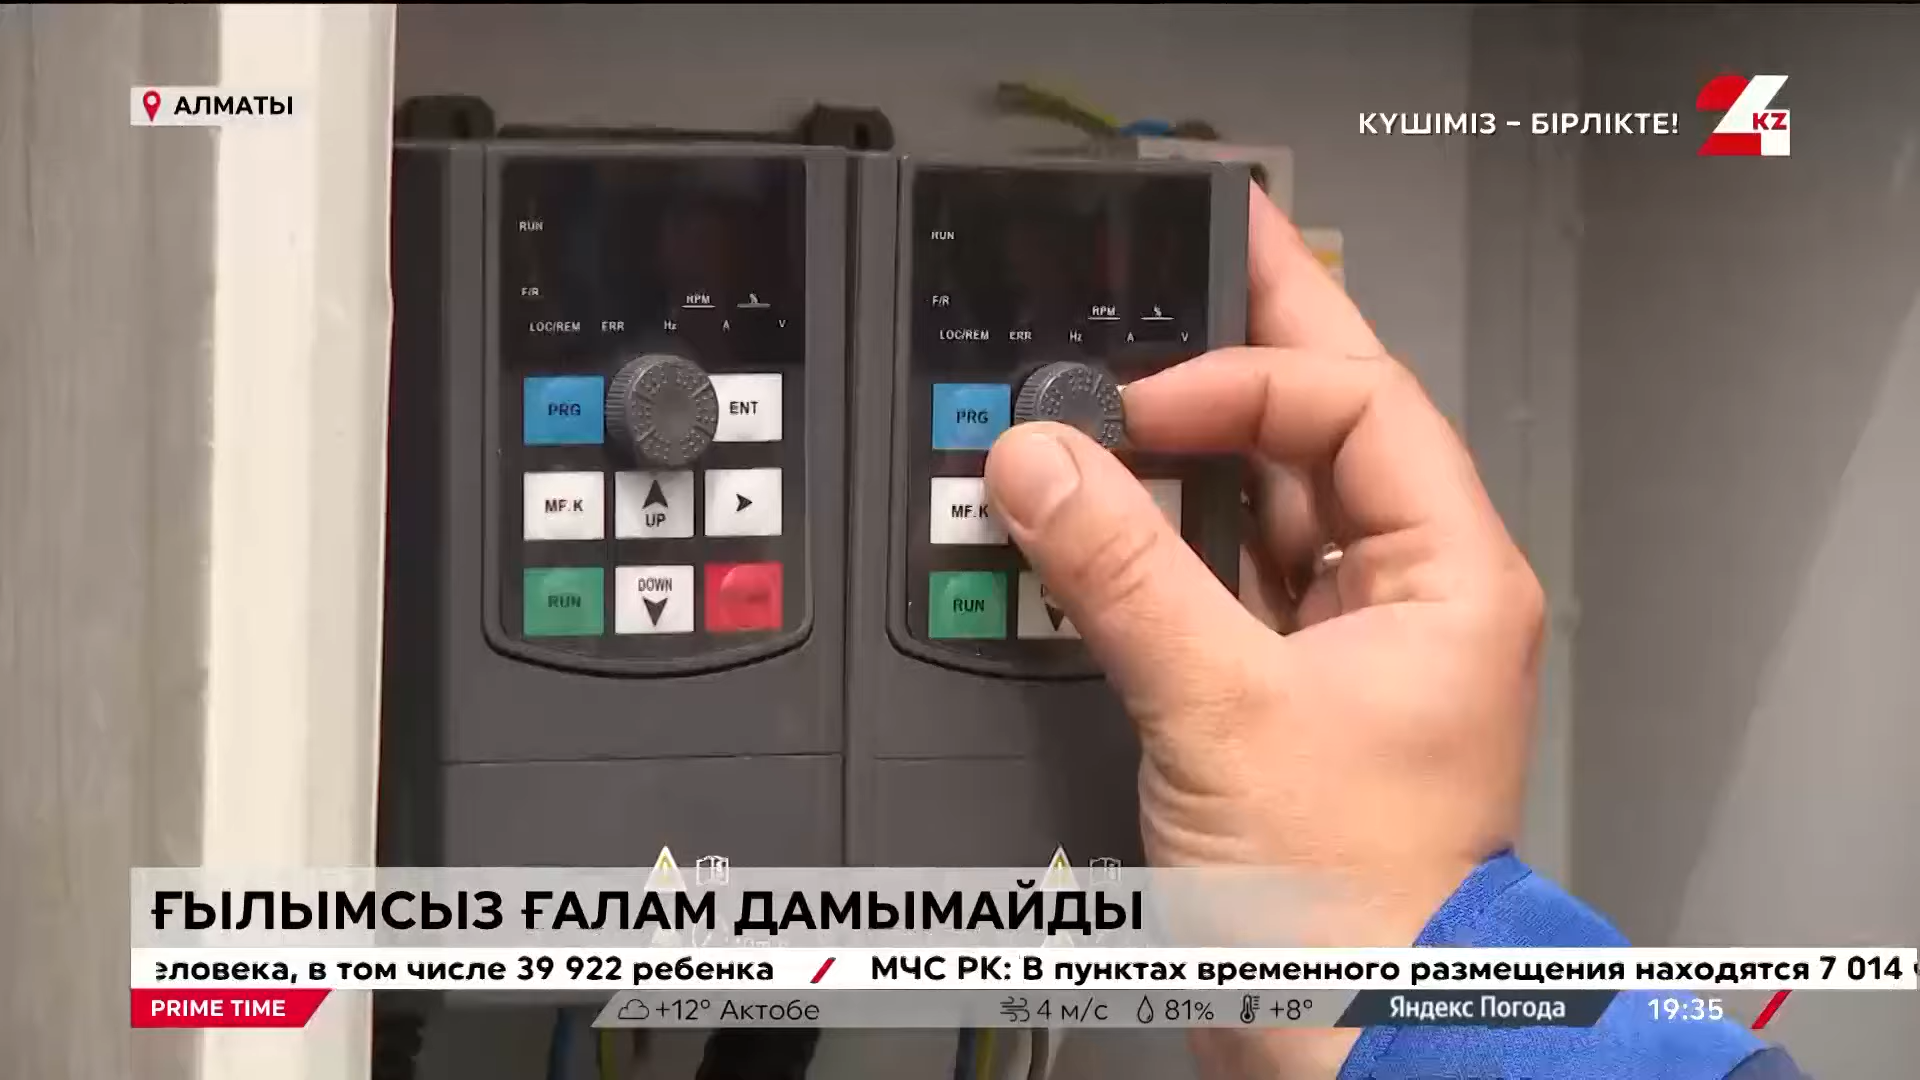 АЛМАТЫ
КҮШІМІЗ – БІРЛІКТЕ!
24 KZ
RUN
F/R
RPM %
LOC/REM ERR Hz A V
PRG ENT
MF.K UP
RUN DOWN
RUN
F/R
RPM %
LOC/REM ERR Hz A V
PRG
MF.K
RUN
ҒЫЛЫМСЫЗ ҒАЛАМ ДАМЫМАЙДЫ
еловека, в том числе 39 922 ребенка / МЧС РК: В пунктах временного размещения находятся 7 014
PRIME TIME +12° Актобе 4 м/с 81% +8° Яндекс Погода 19:35